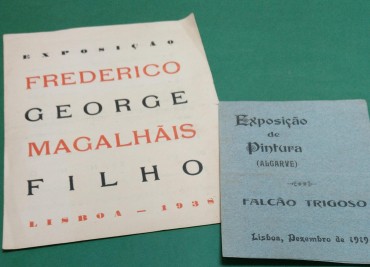 EXPOSIÇÃO
FREDERICO
GEORGE
MAGALHÃIS
FILHO
LISBOA — 1938
Exposição
de
Pintura
(ALGARVE)
FALCÃO TRIGOSO
Lisboa, Dezembro de 1919